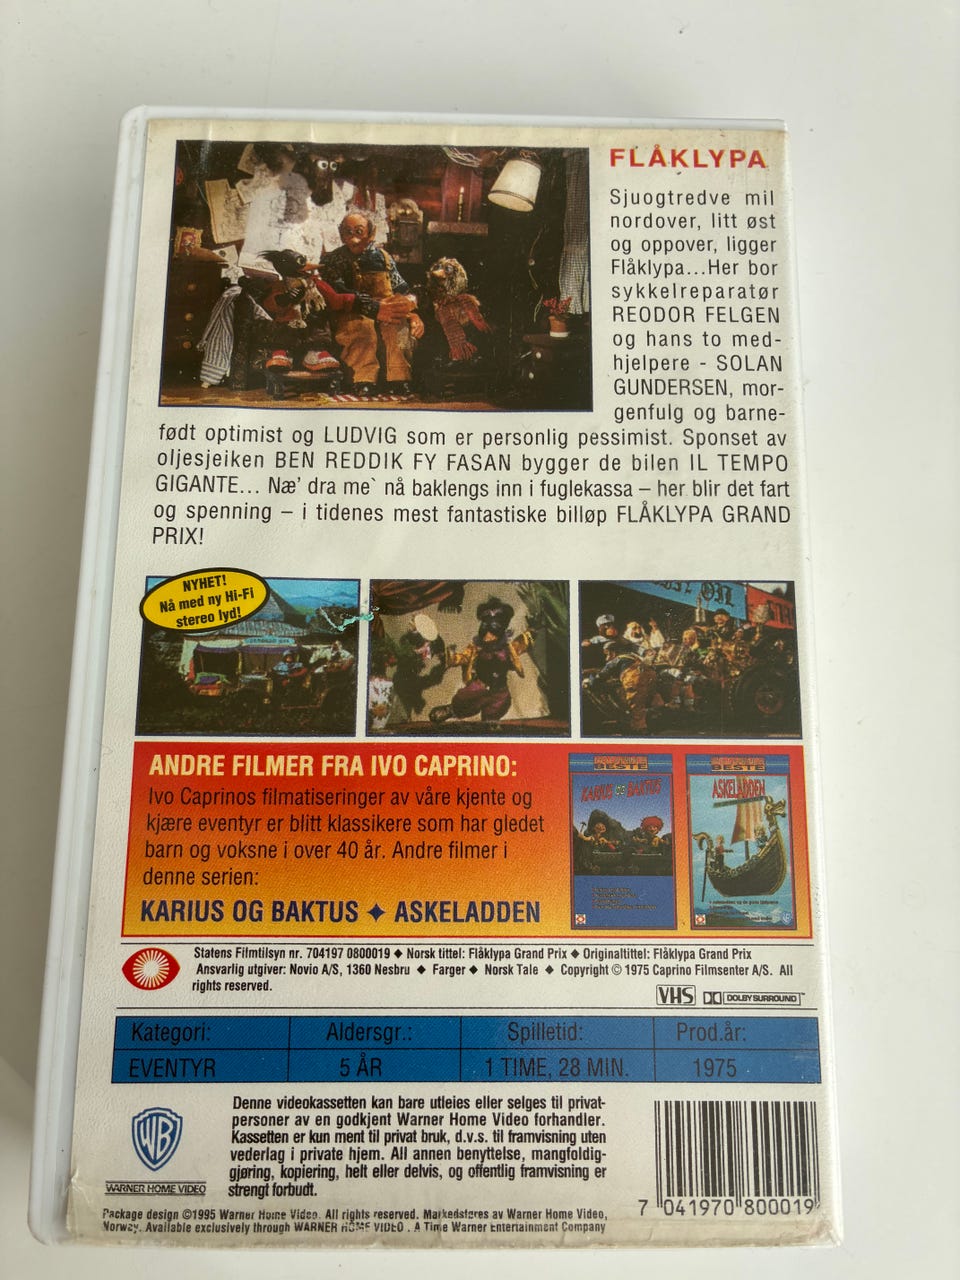 FLÅKLYPA
Sjuogtredve mil
nordover, litt øst
og oppover, ligger
Flåklypa...Her bor
sykkelreparatør
REODOR FELGEN
og hans to med-
hjelpere - SOLAN
GUNDERSEN, mor-
genfulg og barne-
født optimist og LUDVIG som er personlig pessimist. Sponset av
oljesjeiken BEN REDDIK FY FASAN bygger de bilen IL TEMPO
GIGANTE... Næ' dra me` nå baklengs inn i fuglekassa – her blir det fart
og spenning – i tidenes mest fantastiske billøp FLÅKLYPA GRAND
PRIX!
NYHET!
Nå med ny Hi-Fi
stereo lyd!
ANDRE FILMER FRA IVO CAPRINO:
Ivo Caprinos filmatiseringer av våre kjente og
kjære eventyr er blitt klassikere som har gledet
barn og voksne i over 40 år. Andre filmer i
denne serien:
KARIUS OG BAKTUS ✦ ASKELADDEN
BESTE
KARIUS OG BAKTUS
BESTE
ASKELADDEN
Statens Filmtilsyn nr. 704197 0800019 ◆ Norsk tittel: Flåklypa Grand Prix ◆ Originaltittel: Flåklypa Grand Prix
Ansvarlig utgiver: Novio A/S, 1360 Nesbru ◆ Farger ◆ Norsk Tale ◆ Copyright © 1975 Caprino Filmsenter A/S. All
rights reserved.
VHS DOLBY SURROUND
Kategori: Aldersgr.: Spilletid: Prod.år:
EVENTYR 5 ÅR 1 TIME, 28 MIN. 1975
Denne videokassetten kan bare utleies eller selges til privat-
personer av en godkjent Warner Home Video forhandler.
Kassetten er kun ment til privat bruk, d.v.s. til framvisning uten
vederlag i private hjem. All annen benyttelse, mangfoldig-
gjøring, kopiering, helt eller delvis, og offentlig framvisning er
strengt forbudt.
WB
WARNER HOME VIDEO
7 041970 800019
Package design ©1995 Warner Home Video. All rights reserved. Markedsføres av Warner Home Video,
Norway. Available exclusively through WARNER HOME VIDEO . A Time Warner Entertainment Company